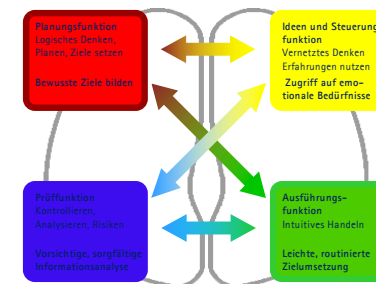 Planungsfunktion
Logisches Denken,
Planen, Ziele setzen
Bewusste Ziele bilden
Ideen und Steuerung
funktion
Vernetztes Denken
Erfahrungen nutzen
Zugriff auf emo-
tionale Bedürfnisse
Prüffunktion
Kontrollieren,
Analysieren, Risiken
Vorsichtige, sorgfältige
Informationsanalyse
Ausführungs-
funktion
Intuitives Handeln
Leichte, routinierte
Zielumsetzung